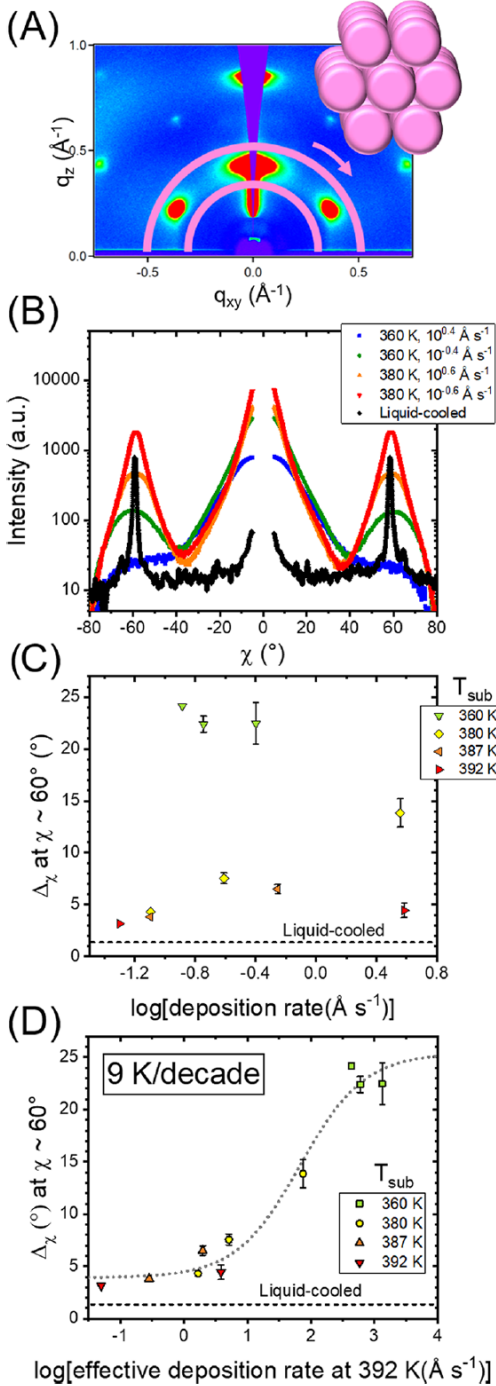 (A)
1.0
0.5
0.0
q_z (Å⁻¹)
-0.5
0.0
0.5
q_xy (Å⁻¹)
(B)
360 K, 10^0.4 Å s⁻¹
360 K, 10^-0.4 Å s⁻¹
380 K, 10^0.6 Å s⁻¹
380 K, 10^-0.6 Å s⁻¹
Liquid-cooled
10000
1000
100
10
Intensity (a.u.)
-80 -60 -40 -20 0 20 40 60 80
χ (°)
(C)
T_sub
360 K
380 K
387 K
392 K
25
20
15
10
5
0
Δ_χ at χ ~ 60° (°)
Liquid-cooled
-1.2 -0.8 -0.4 0.0 0.4 0.8
log[deposition rate(Å s⁻¹)]
(D)
9 K/decade
30
25
20
15
10
5
0
Δ_χ (°) at χ ~ 60°
T_sub
360 K
380 K
387 K
392 K
Liquid-cooled
-1 0 1 2 3 4
log[effective deposition rate at 392 K(Å s⁻¹)]